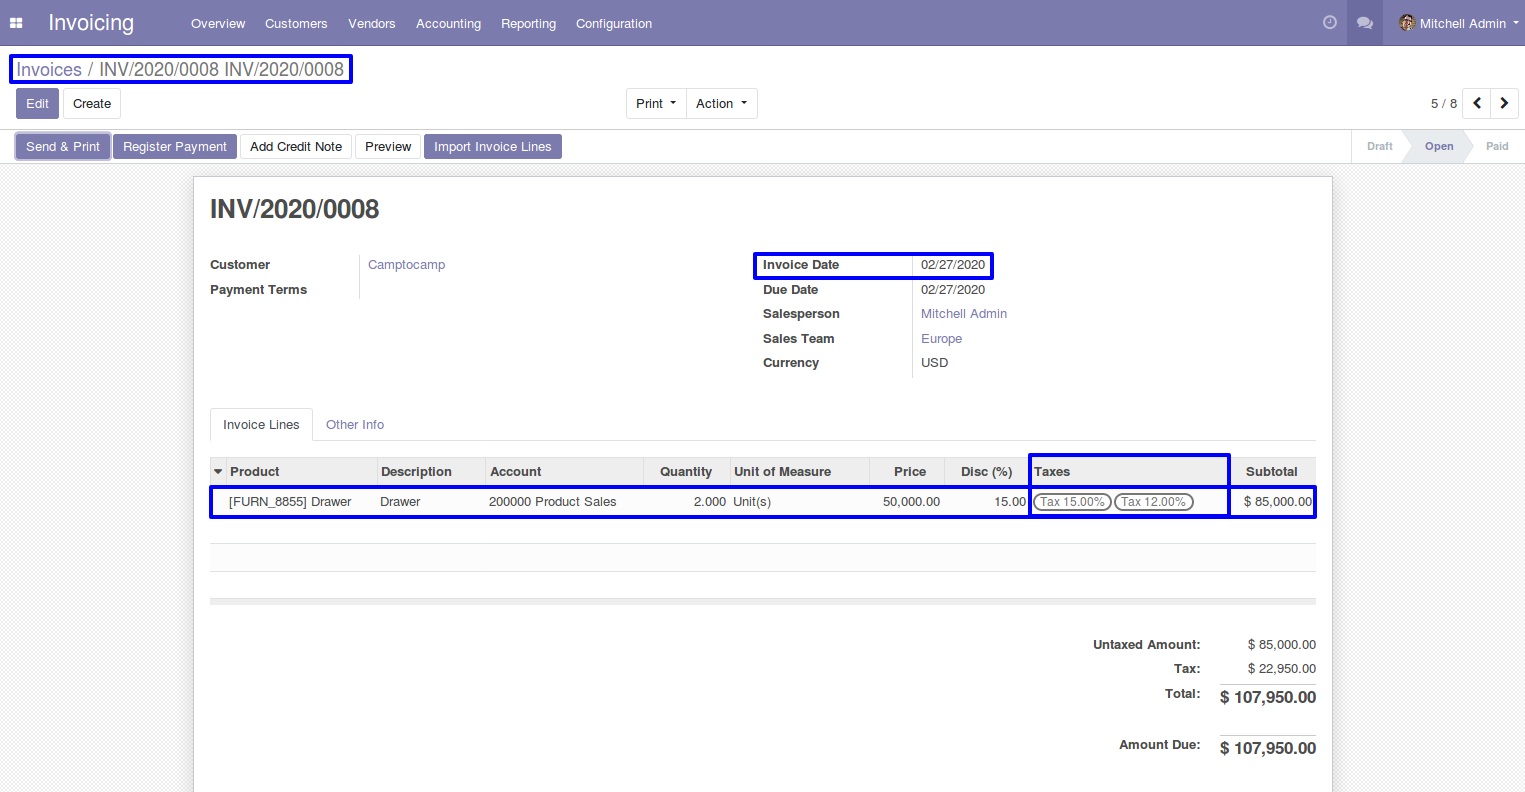 Invoicing Overview Customers Vendors Accounting Reporting Configuration Mitchell Admin
Invoices / INV/2020/0008 INV/2020/0008
Edit Create Print Action 5 / 8
Send & Print Register Payment Add Credit Note Preview Import Invoice Lines Draft Open Paid
INV/2020/0008
Customer Camptocamp Invoice Date 02/27/2020
Payment Terms Due Date 02/27/2020
Salesperson Mitchell Admin
Sales Team Europe
Currency USD
Invoice Lines Other Info
Product Description Account Quantity Unit of Measure Price Disc (%) Taxes Subtotal
[FURN_8855] Drawer Drawer 200000 Product Sales 2.000 Unit(s) 50,000.00 15.00 Tax 15.00% Tax 12.00% $ 85,000.00
Untaxed Amount: $ 85,000.00
Tax: $ 22,950.00
Total: $ 107,950.00
Amount Due: $ 107,950.00